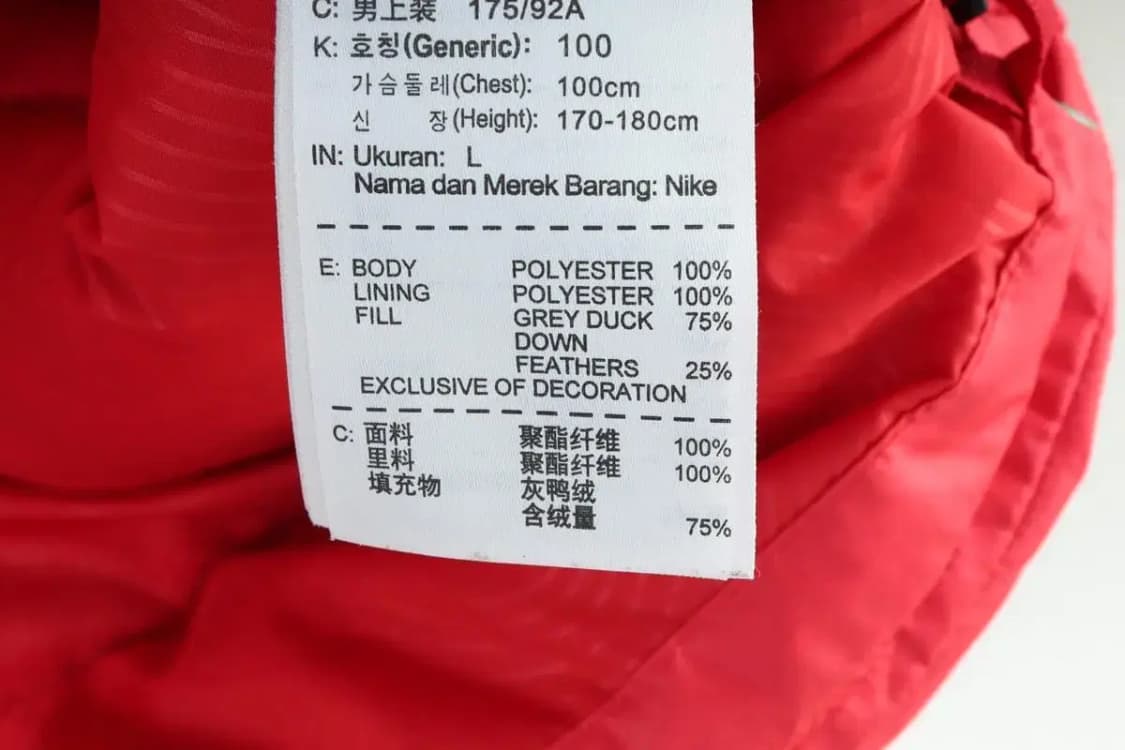 C: 男上装 175/92A
K: 호칭(Generic): 100
가슴둘레(Chest): 100cm
신 장(Height): 170-180cm
IN: Ukuran: L
Nama dan Merek Barang: Nike
E: BODY POLYESTER 100%
LINING POLYESTER 100%
FILL GREY DUCK 75%
DOWN
FEATHERS 25%
EXCLUSIVE OF DECORATION
C: 面料 聚酯纤维 100%
里料 聚酯纤维 100%
填充物 灰鸭绒
含绒量 75%